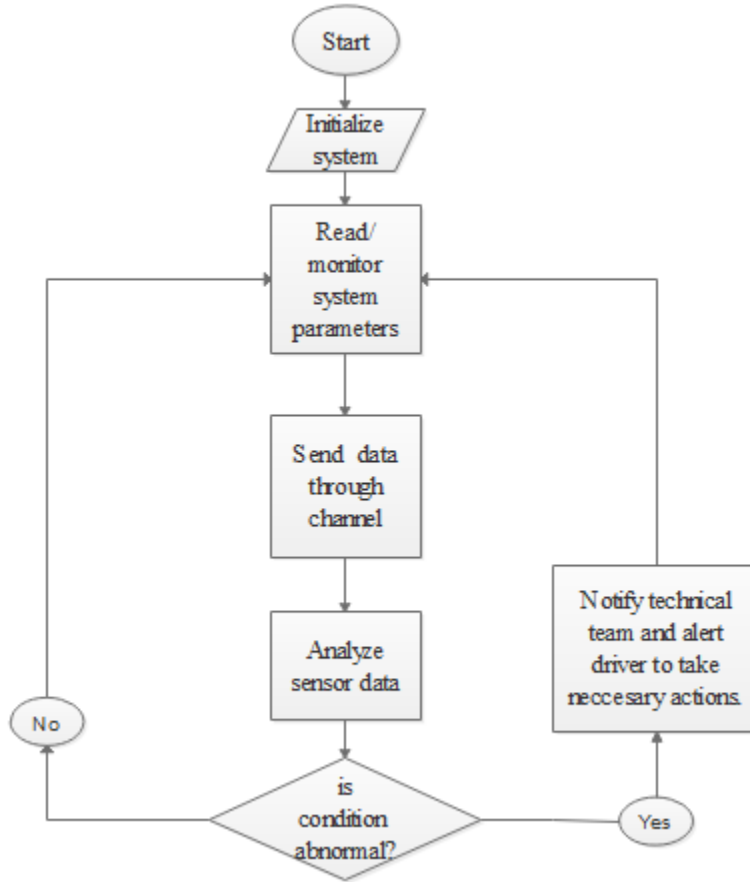 Start
Initialize
system
Read/
monitor
system
parameters
Send data
through
channel
Analyze
sensor data
is
condition
abnormal?
No
Yes
Notify technical
team and alert
driver to take
neccesary actions.